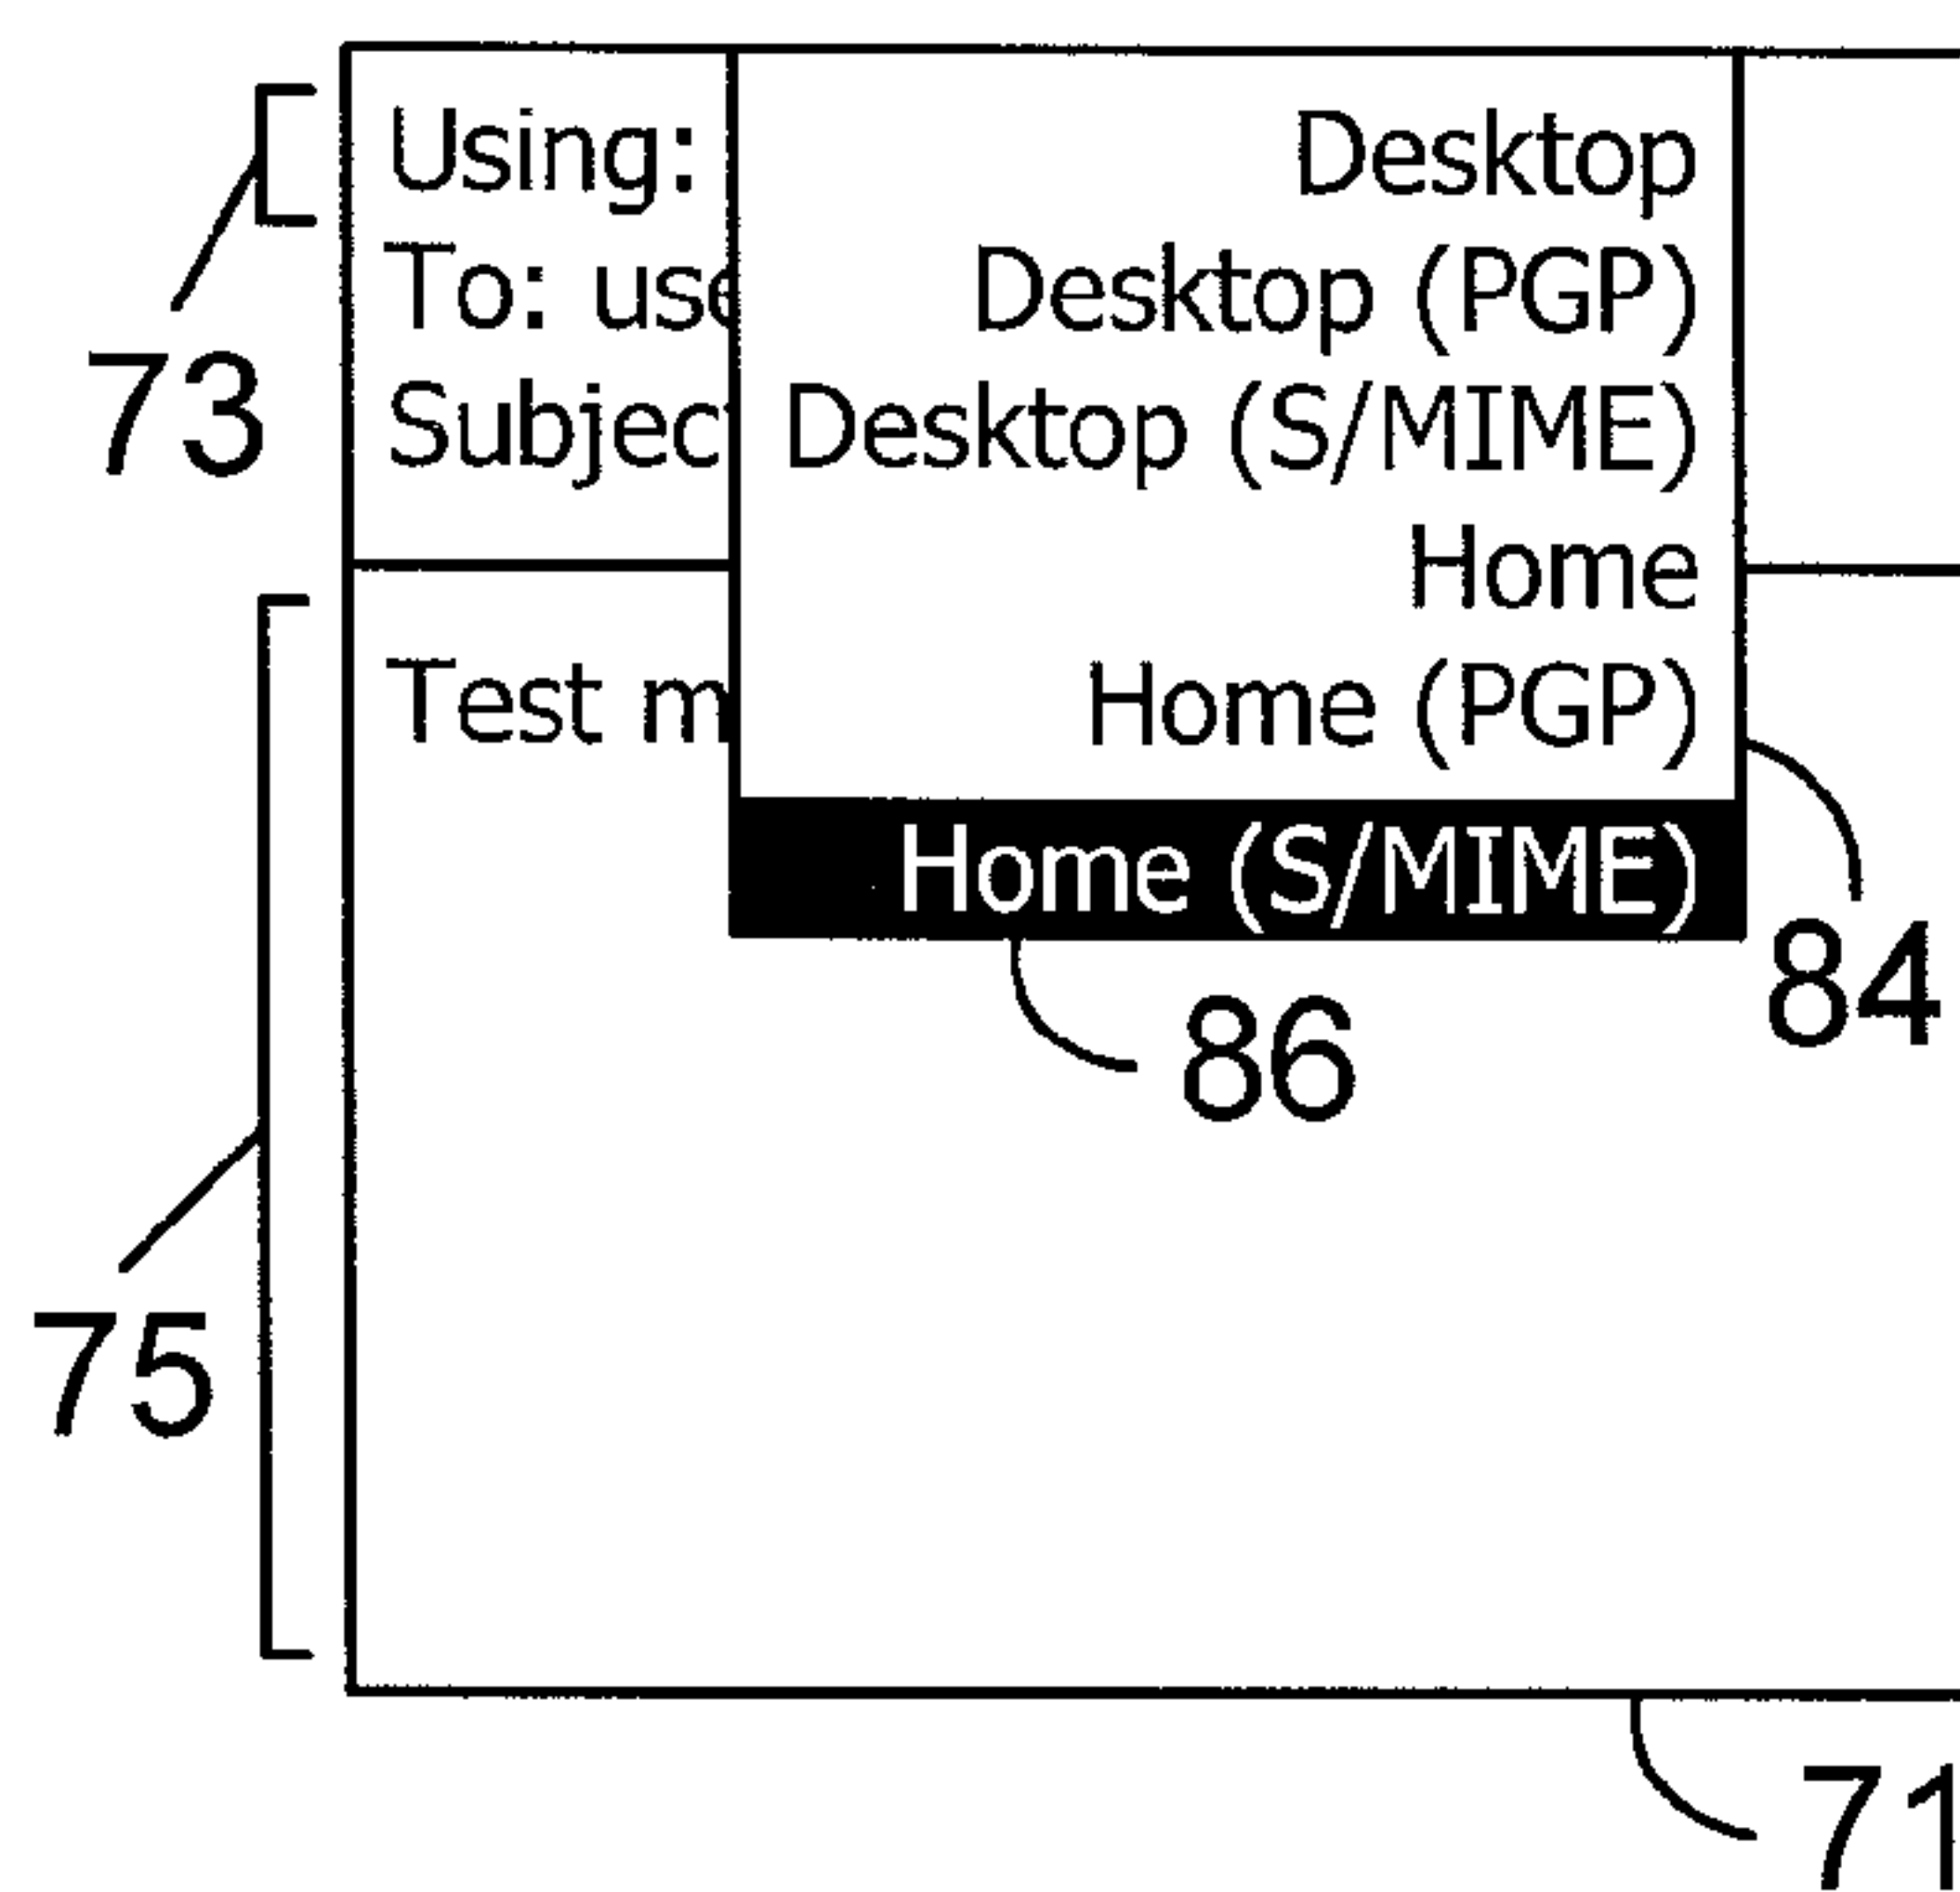 Using: Desktop
To: use Desktop (PGP)
73 Subjec Desktop (S/MIME)
Home
Test m Home (PGP)
Home (S/MIME)
84
86
75
71